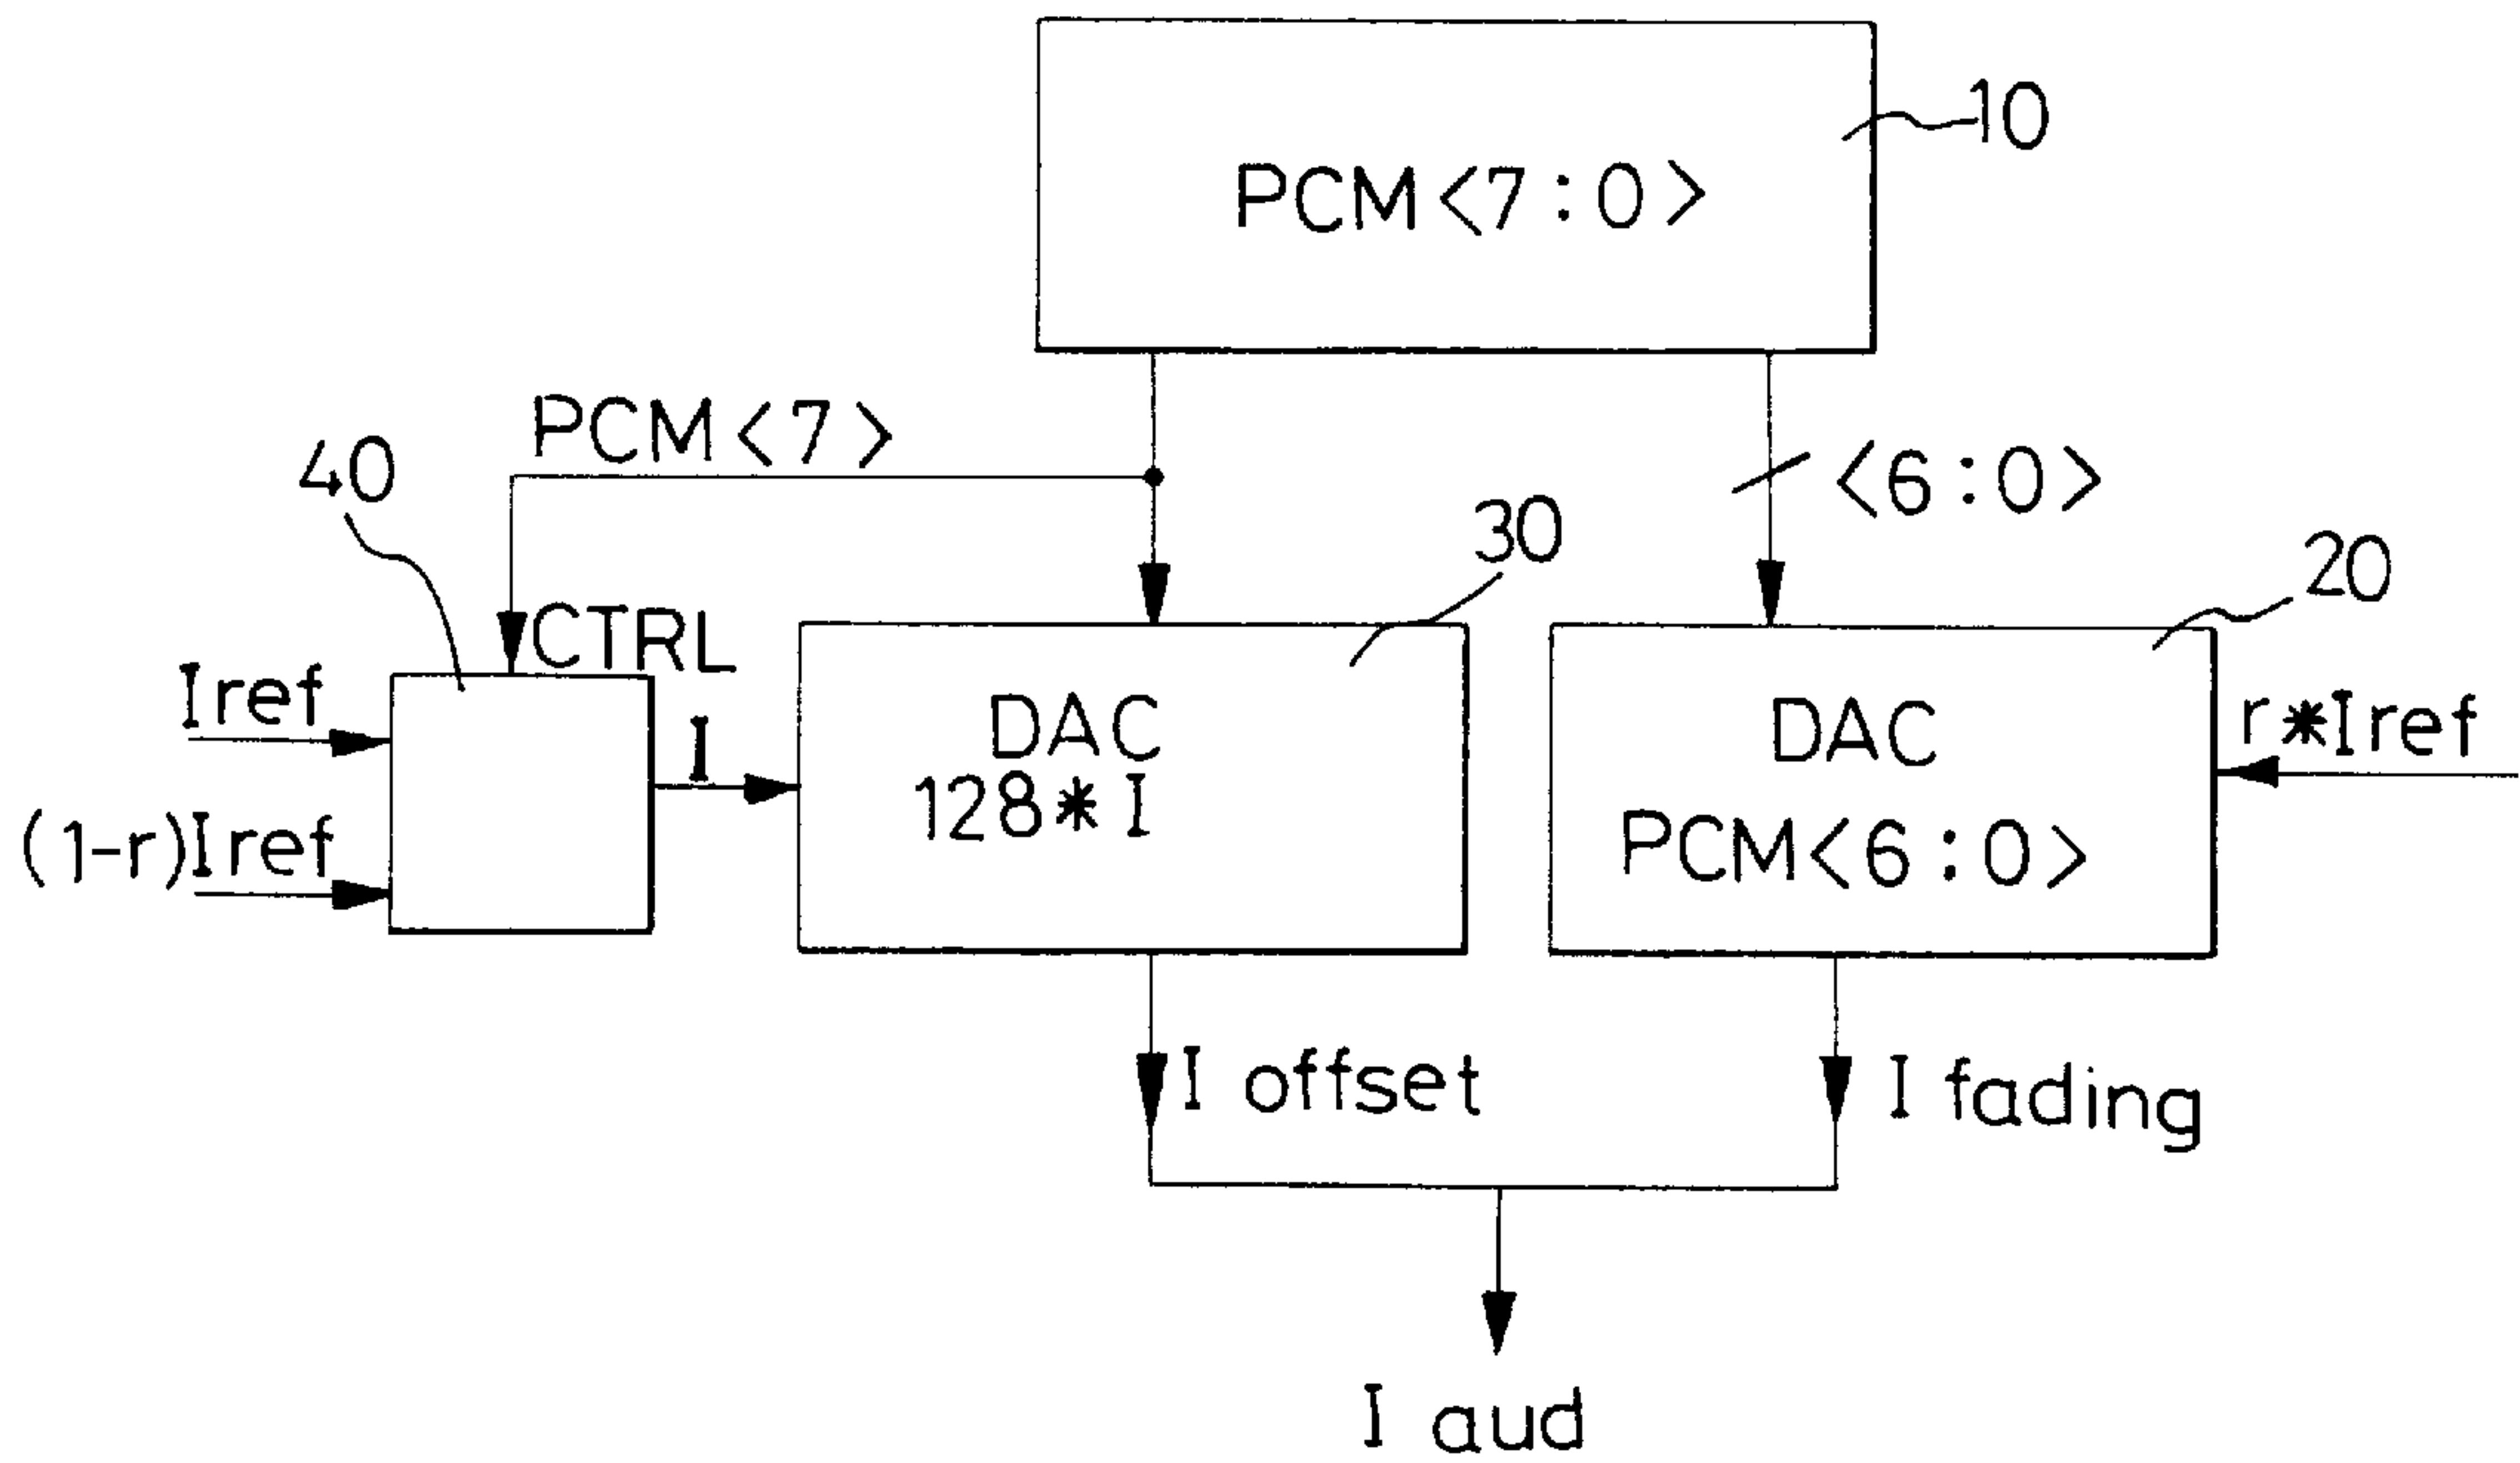 10
PCM<7:0>
PCM<7>
40
<6:0>
30
20
CTRL
Iref
I
DAC
128*I
DAC
r*Iref
(1-r)Iref
PCM<6:0>
I offset
I fading
I aud